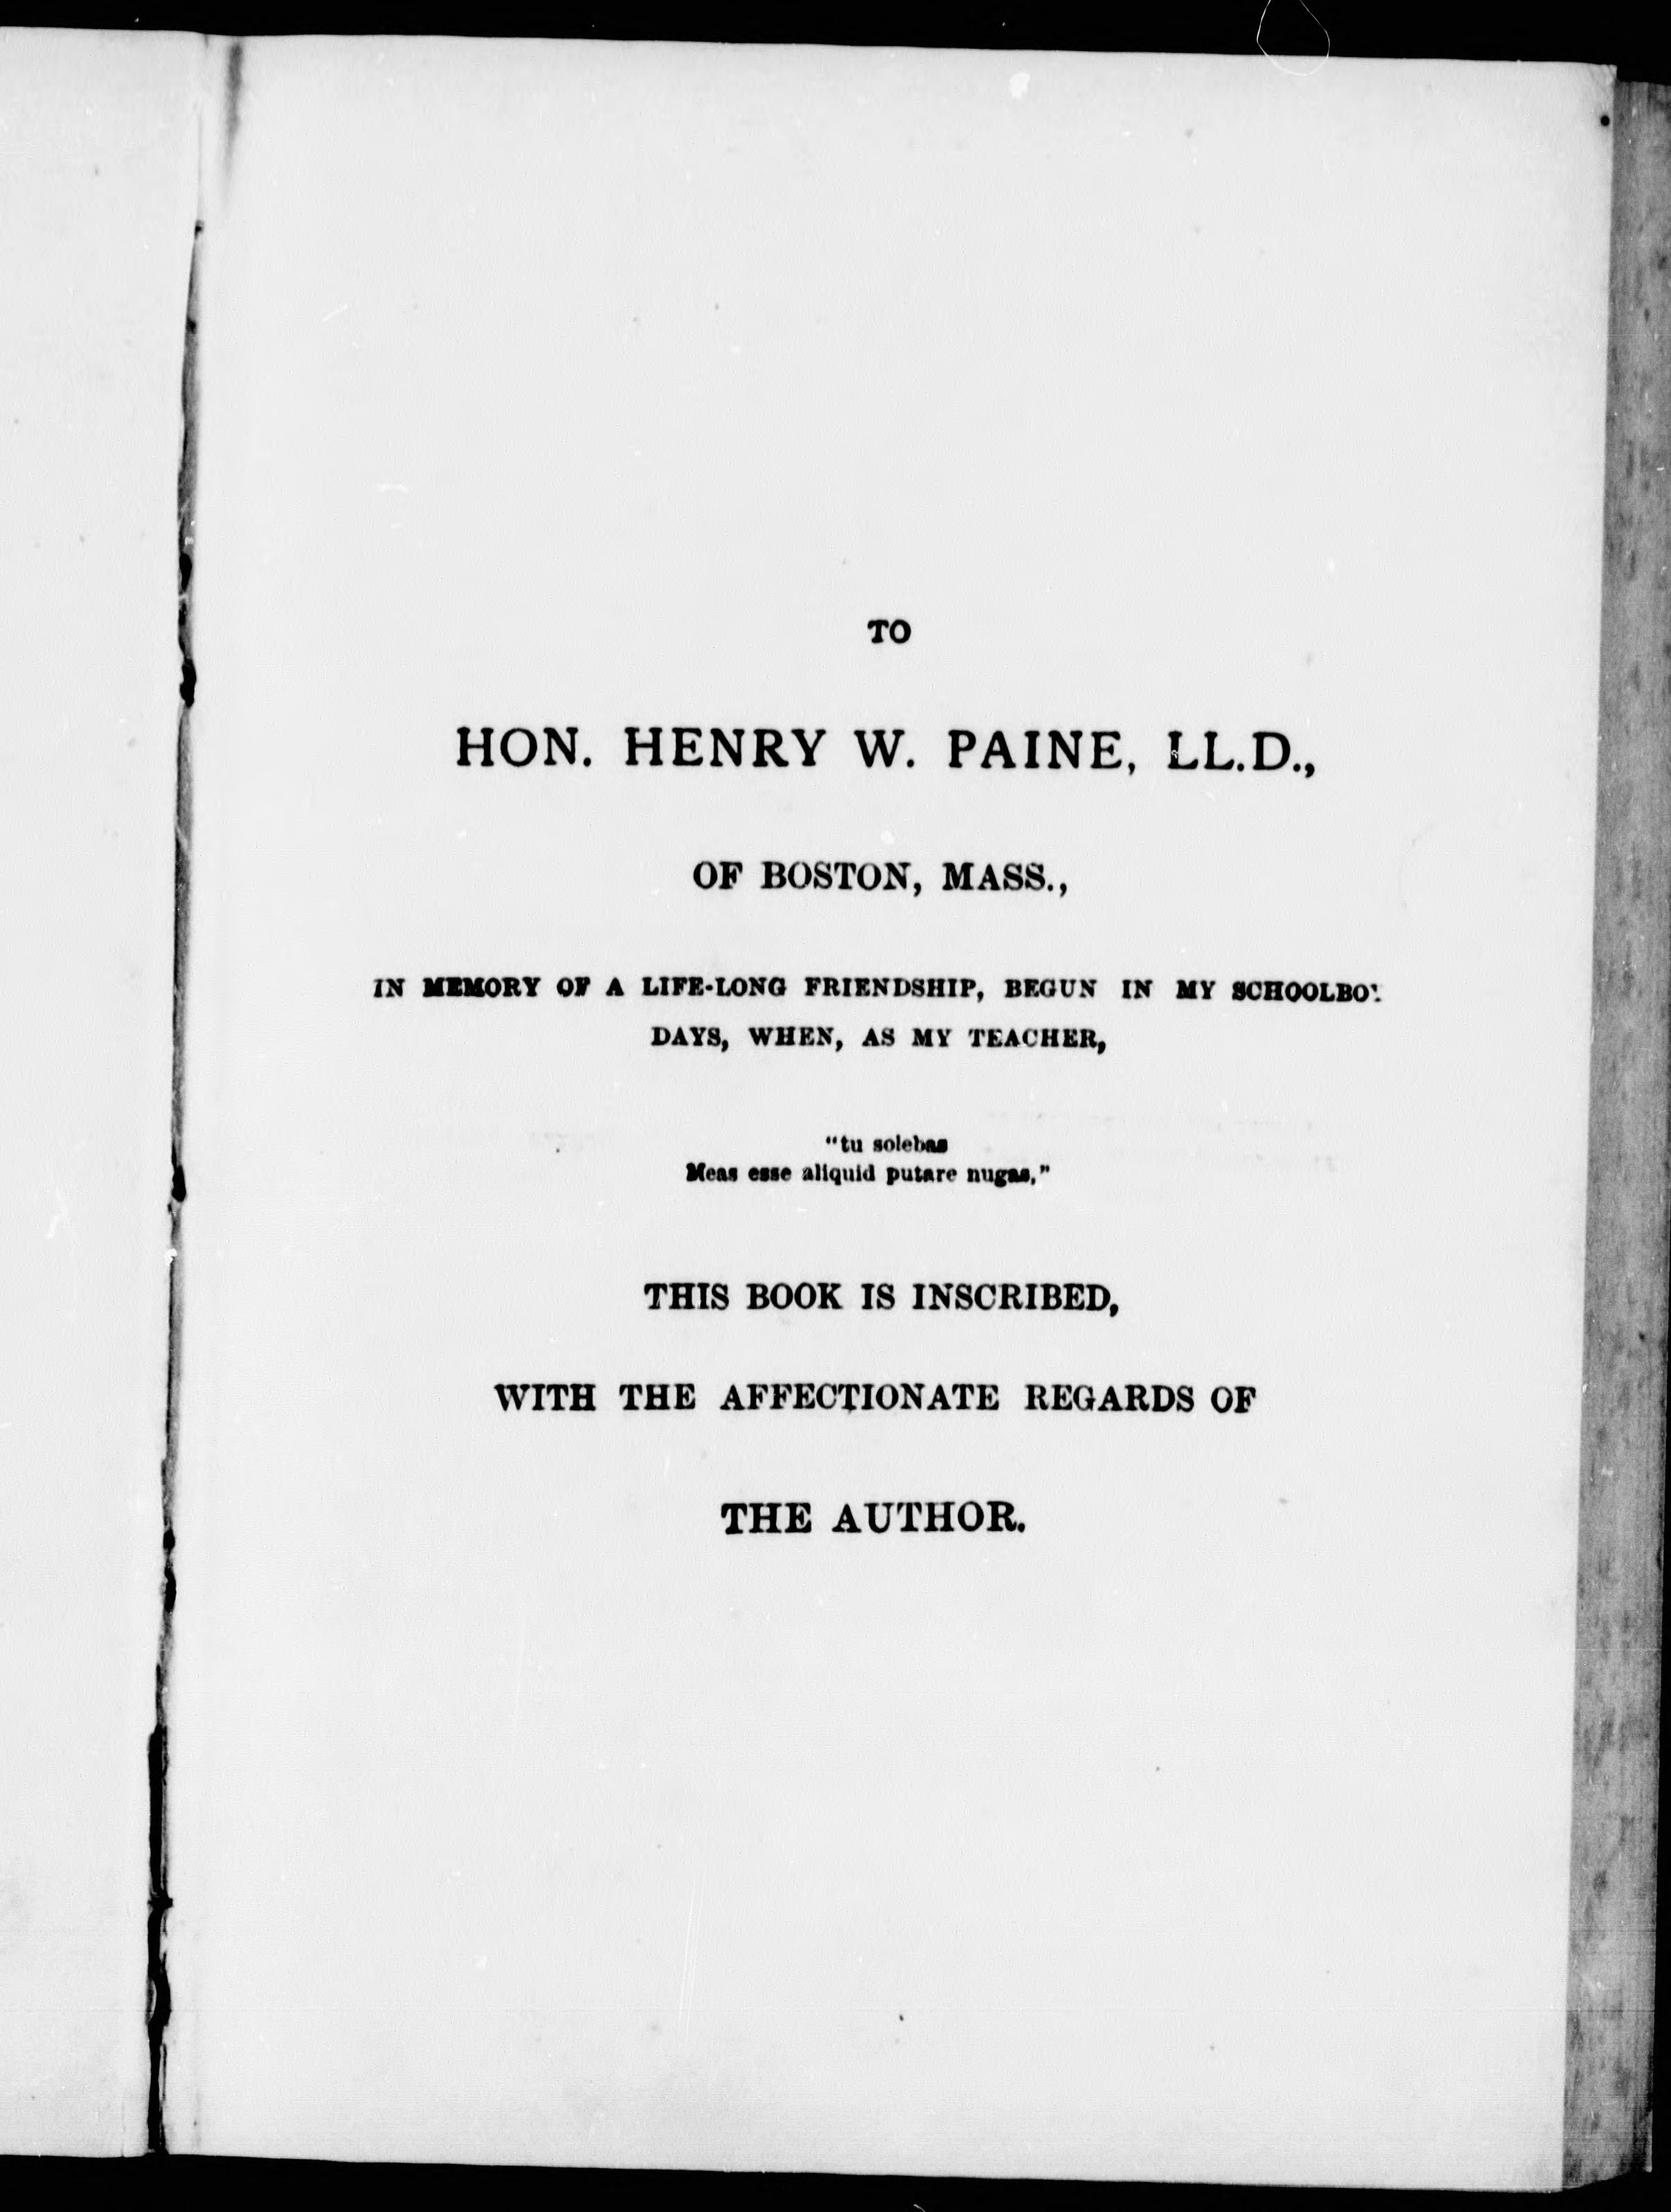 TO
HON. HENRY W. PAINE, LL.D.,
OF BOSTON, MASS.,
IN MEMORY OF A LIFE-LONG FRIENDSHIP, BEGUN IN MY SCHOOLBOY
DAYS, WHEN, AS MY TEACHER,
"tu solebas
Meas esse aliquid putare nugas,"
THIS BOOK IS INSCRIBED,
WITH THE AFFECTIONATE REGARDS OF
THE AUTHOR.